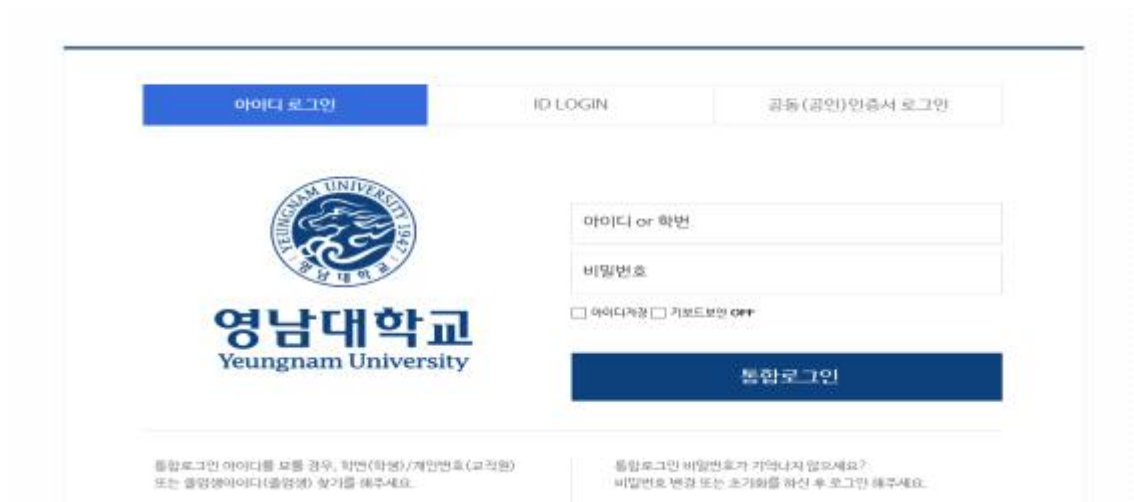 아이디 로그인
ID LOGIN
공동(공인)인증서 로그인
YEUNGNAM UNIVERSITY 1947
영남대학교
영남대학교
Yeungnam University
아이디 or 학번
비밀번호
아이디저장 키보드보안 OFF
통합로그인
통합로그인 아이디를 모를 경우, 학번(학생)/개인번호(교직원)
또는 졸업생아이디(졸업생) 찾기를 해주세요.
통합로그인 비밀번호가 기억나지 않으세요?
비밀번호 변경 또는 초기화를 하신 후 로그인 해주세요.